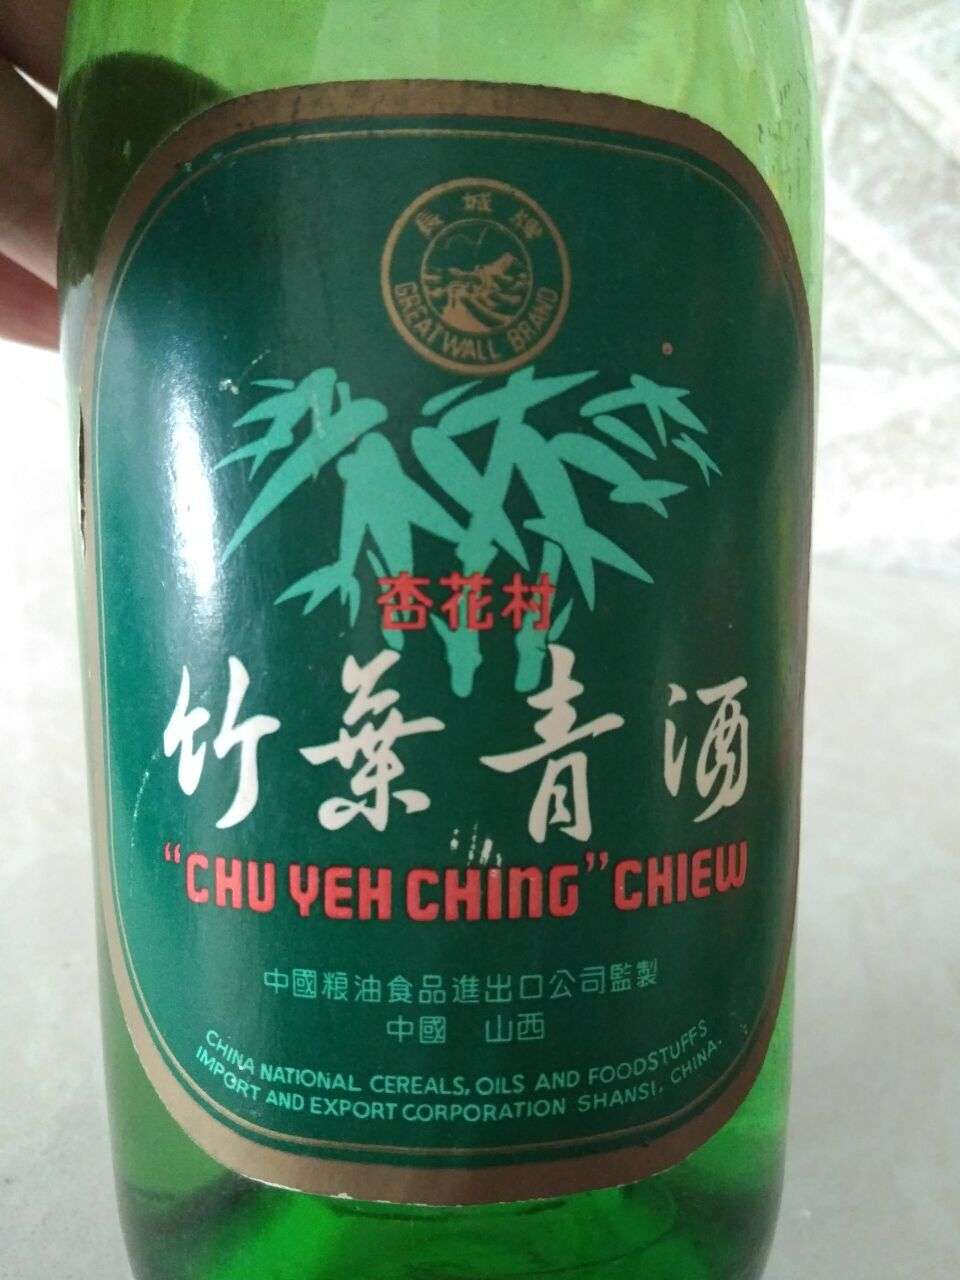 長城牌
GREAT WALL BRAND
杏花村
竹葉青酒
"CHU YEH CHING" CHIEW
中國粮油食品進出口公司監製
中國 山西
CHINA NATIONAL CEREALS, OILS AND FOODSTUFFS
IMPORT AND EXPORT CORPORATION SHANSI, CHINA.